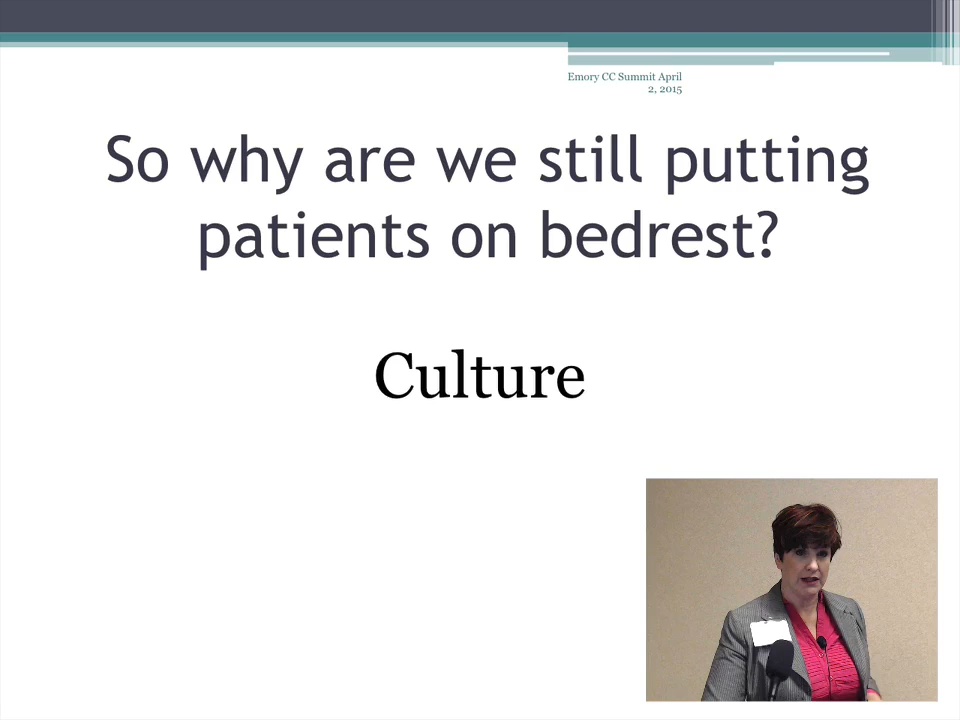 Emory CC Summit April
2, 2015
So why are we still putting
patients on bedrest?
Culture